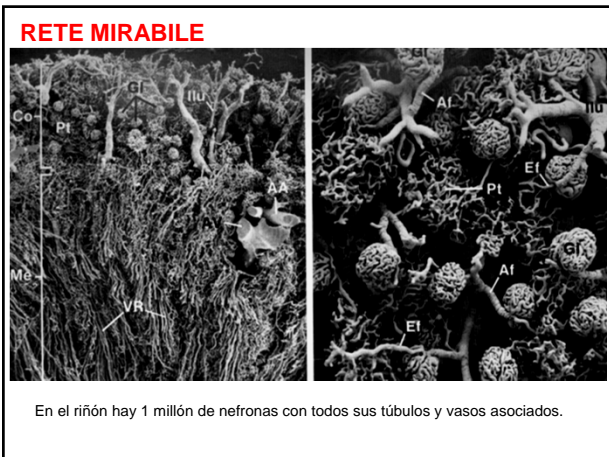 RETE MIRABILE
Gl
Ilu
Co
Pt
AA
Me
VR
Gl
Af
Ilu
Ef
Pt
Gl
Af
Ef
En el riñón hay 1 millón de nefronas con todos sus túbulos y vasos asociados.